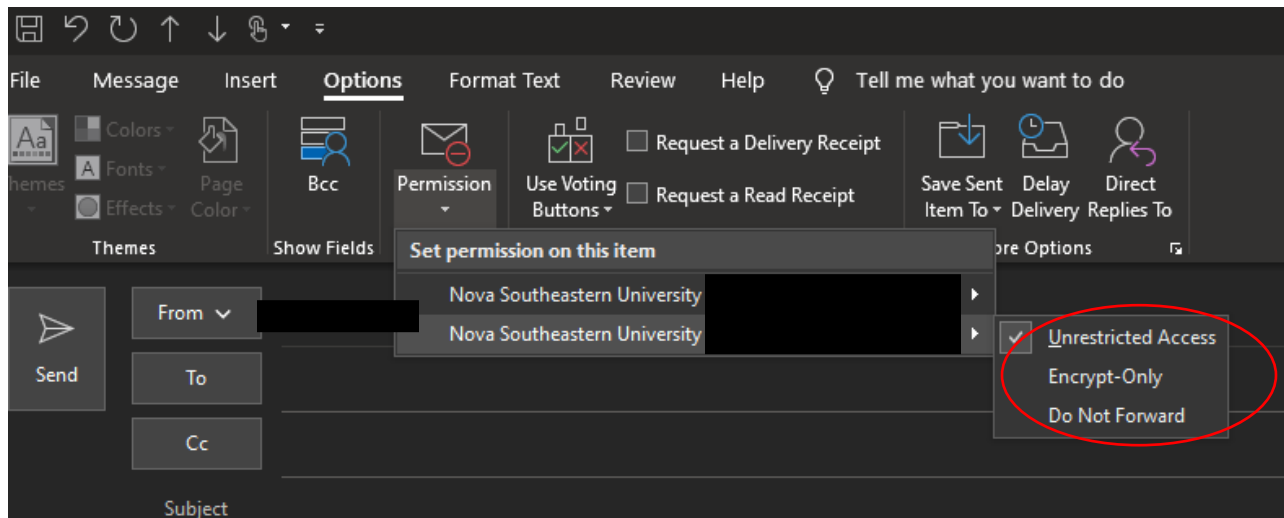 File Message Insert Options Format Text Review Help Tell me what you want to do
Aa Colors
A Fonts
Effects
hemes
Page
Color
Bcc
Permission
Use Voting
Buttons
Request a Delivery Receipt
Request a Read Receipt
Save Sent
Item To
Delay
Delivery
Direct
Replies To
Themes Show Fields ore Options
Set permission on this item
Nova Southeastern University
Nova Southeastern University
Unrestricted Access
Encrypt-Only
Do Not Forward
From
Send
To
Cc
Subject